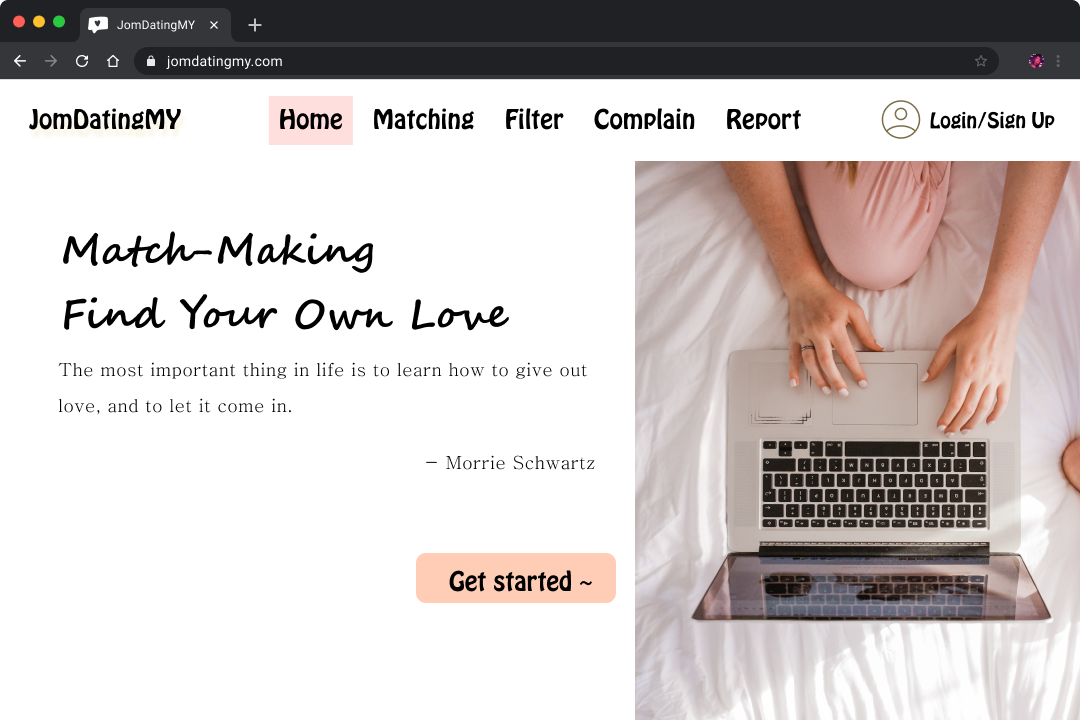 JomDatingMY
jomdatingmy.com
JomDatingMY Home Matching Filter Complain Report Login/Sign Up
Match-Making
Find Your Own Love
The most important thing in life is to learn how to give out
love, and to let it come in.
– Morrie Schwartz
Get started ~